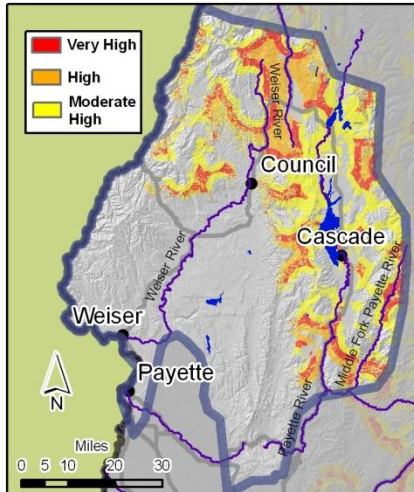 Very High
High
Moderate
High
Weiser River
Council
Cascade
Weiser River
Middle Fork Payette River
Weiser
Payette
Payette River
N
Miles
0 5 10 20 30